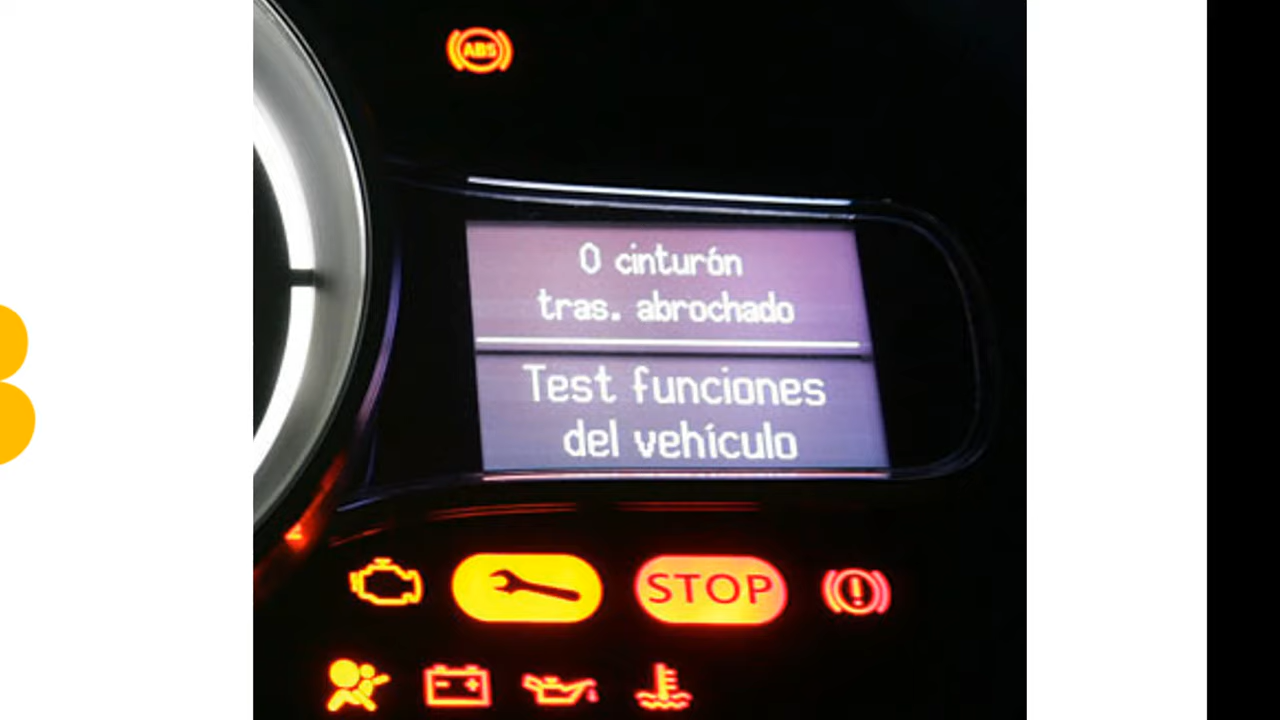 ABS
0 cinturón
tras. abrochado
Test funciones
del vehículo
STOP